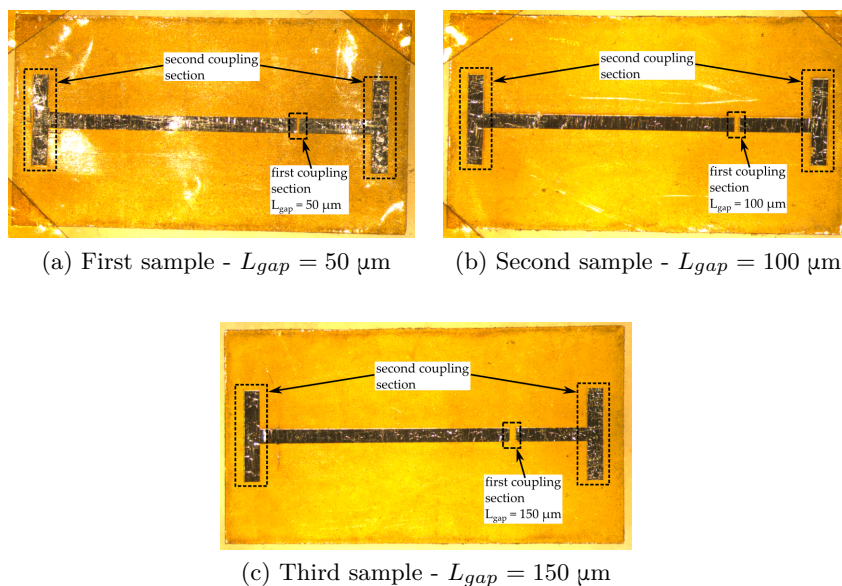 second coupling
section
first coupling
section
L_gap = 50 µm
(a) First sample - L_gap = 50 µm
second coupling
section
first coupling
section
L_gap = 100 µm
(b) Second sample - L_gap = 100 µm
second coupling
section
first coupling
section
L_gap = 150 µm
(c) Third sample - L_gap = 150 µm